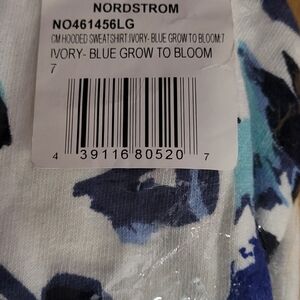 NORDSTROM
NO461456LG
CM HOODED SWEATSHIRT:IVORY- BLUE GROW TO BLOOM:7
IVORY- BLUE GROW TO BLOOM
7
4 39116 80520 7